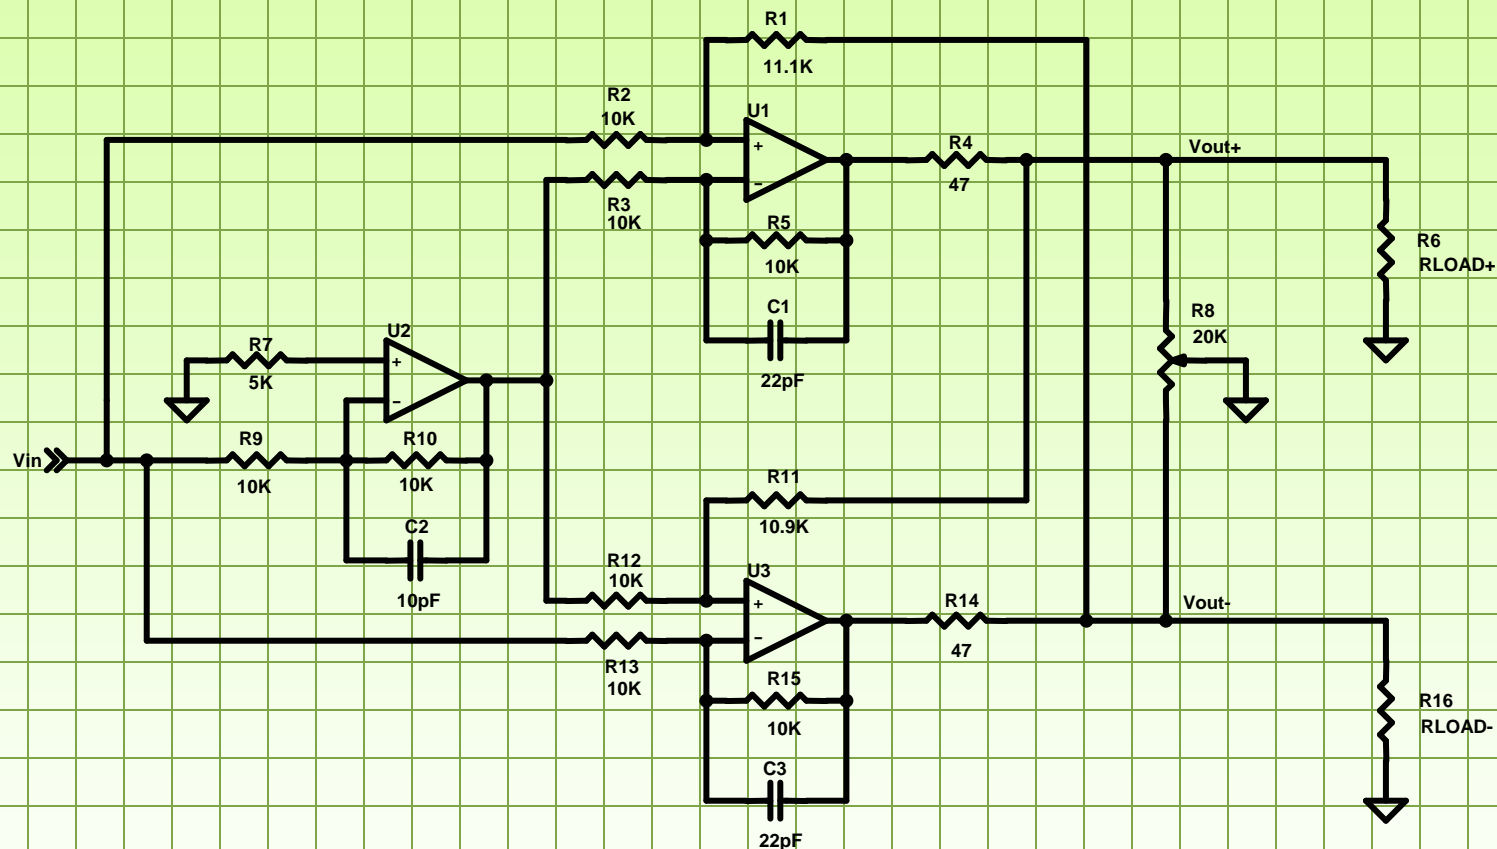 R1
11.1K
R2
10K
U1
+
−
R4
47
Vout+
R3
10K
R5
10K
R6
RLOAD+
C1
22pF
R8
20K
R7
5K
U2
+
−
Vin
R9
10K
R10
10K
R11
10.9K
C2
10pF
R12
10K
U3
+
−
R14
47
Vout-
R13
10K
R15
10K
R16
RLOAD-
C3
22pF